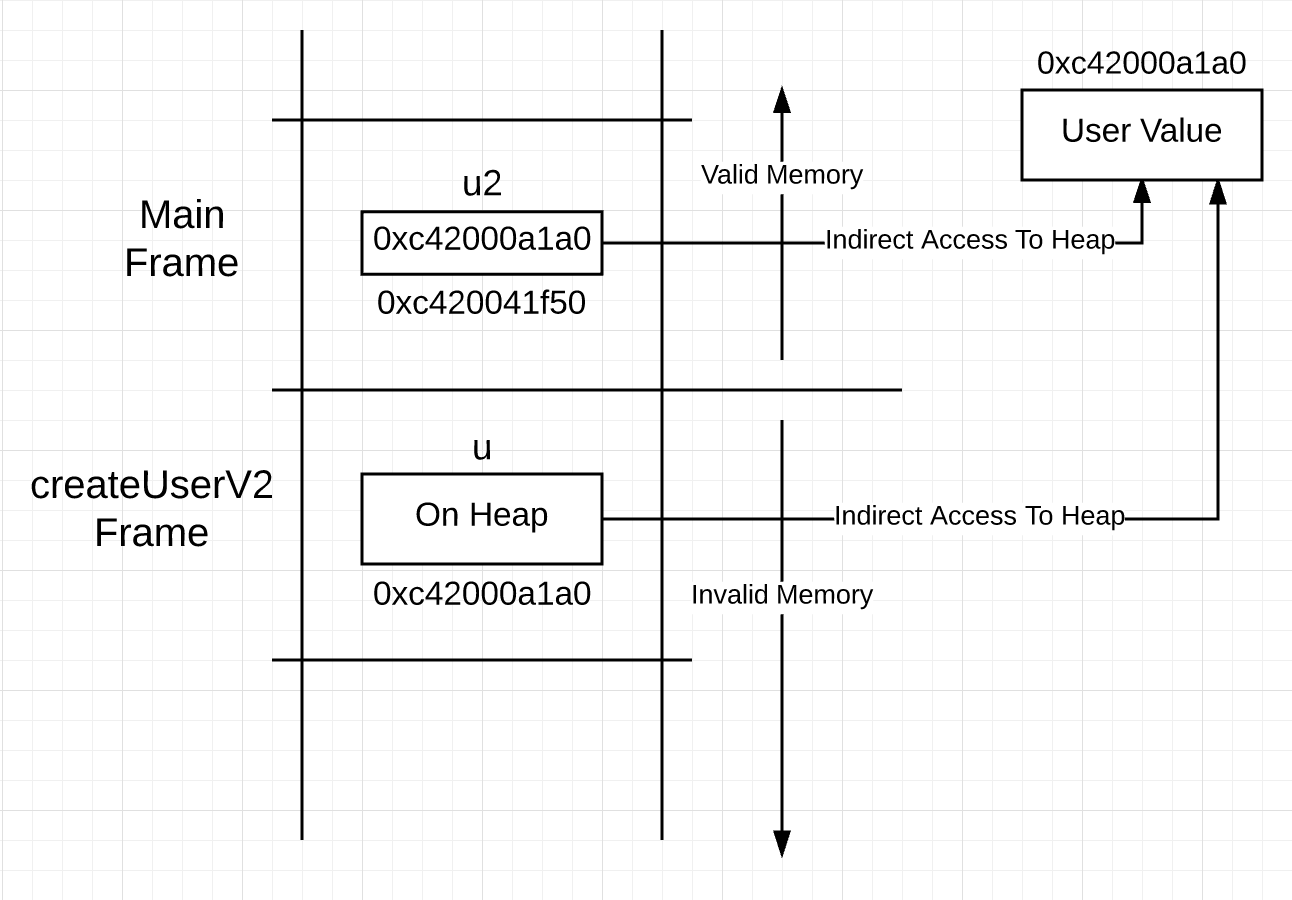 0xc42000a1a0
User Value
Valid Memory
u2
Main
Frame
0xc42000a1a0
Indirect Access To Heap
0xc420041f50
u
createUserV2
Frame
On Heap
Indirect Access To Heap
0xc42000a1a0
Invalid Memory